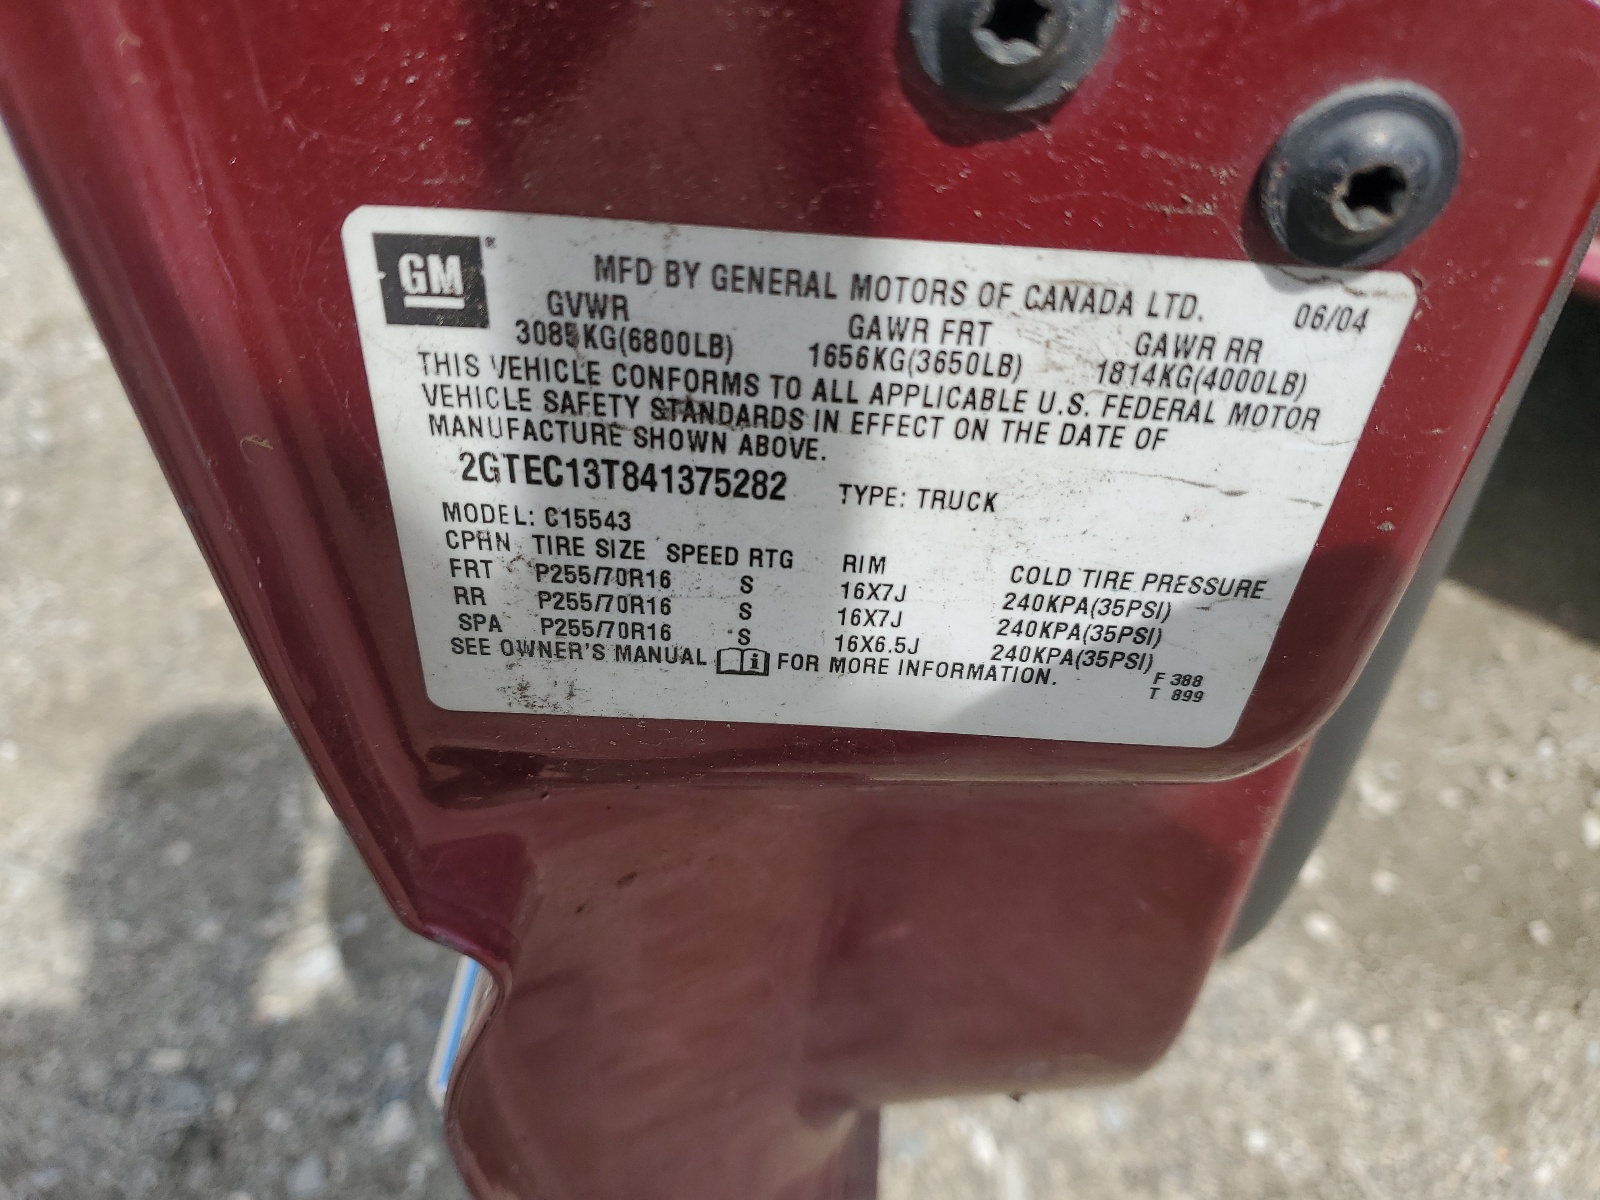 GM®
MFD BY GENERAL MOTORS OF CANADA LTD. 06/04
GVWR GAWR FRT GAWR RR
3085KG(6800LB) 1656KG(3650LB) 1814KG(4000LB)
THIS VEHICLE CONFORMS TO ALL APPLICABLE U.S. FEDERAL MOTOR
VEHICLE SAFETY STANDARDS IN EFFECT ON THE DATE OF
MANUFACTURE SHOWN ABOVE.
2GTEC13T841375282 TYPE: TRUCK
MODEL: C15543
CPHN TIRE SIZE SPEED RTG RIM COLD TIRE PRESSURE
FRT P255/70R16 S 16X7J 240KPA(35PSI)
RR P255/70R16 S 16X7J 240KPA(35PSI)
SPA P255/70R16 S 16X6.5J 240KPA(35PSI)
SEE OWNER'S MANUAL i FOR MORE INFORMATION.
F 388
T 899